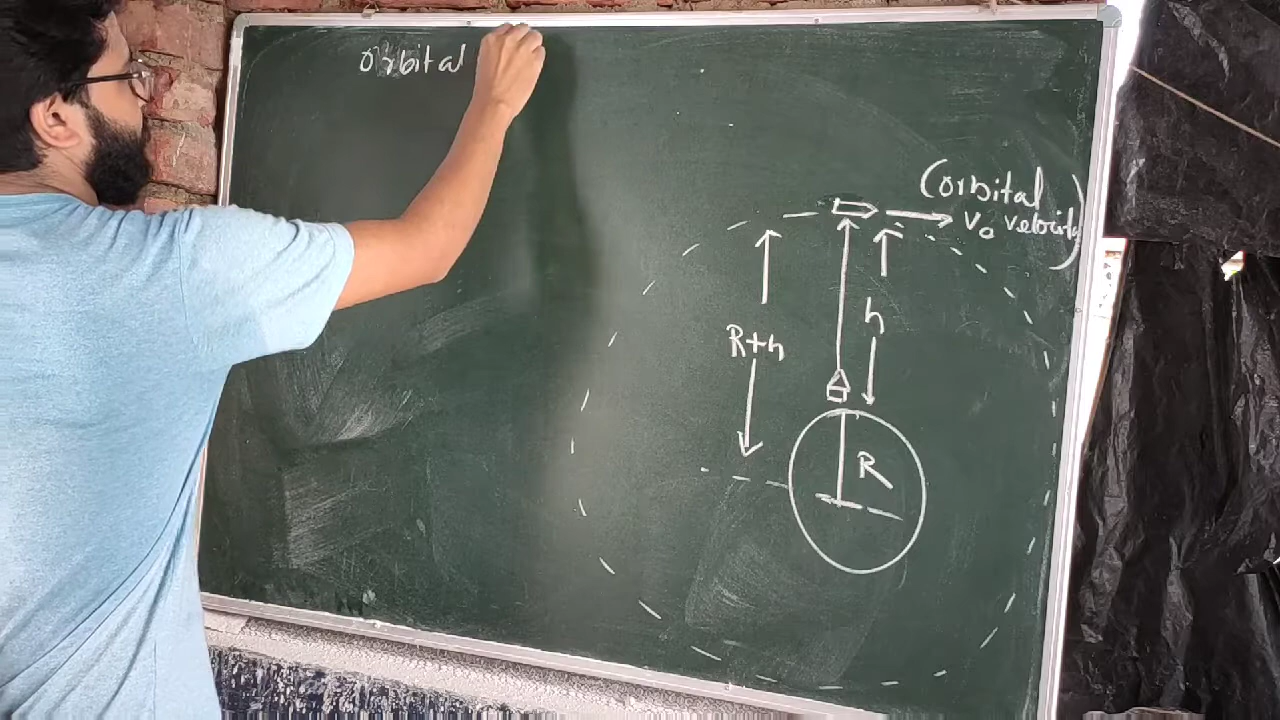 orbital
(orbital
v₀ velocity)
h
R+h
R